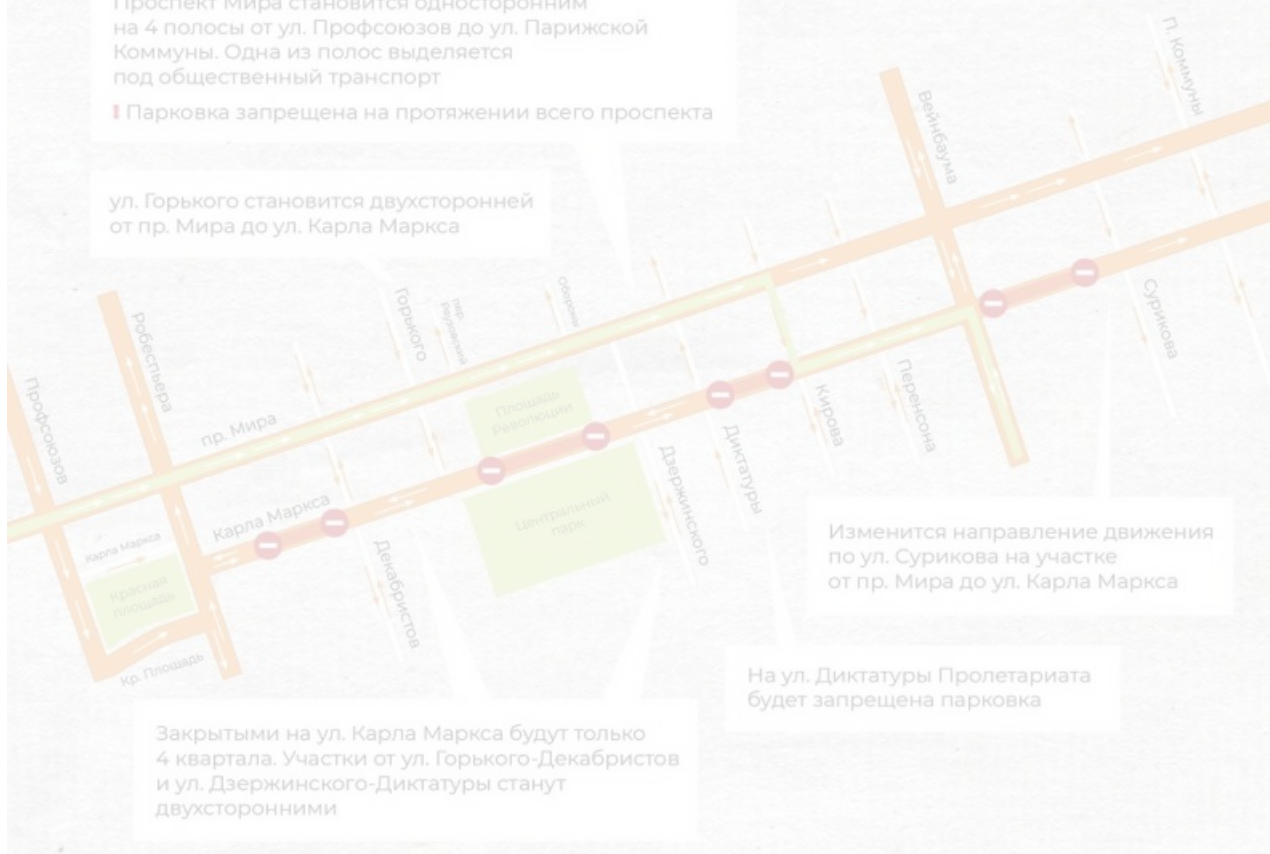 Проспект Мира становится односторонним
на 4 полосы от ул. Профсоюзов до ул. Парижской
Коммуны. Одна из полос выделяется
под общественный транспорт
! Парковка запрещена на протяжении всего проспекта
П. Коммуны
Вейнбаума
ул. Горького становится двухсторонней
от пр. Мира до ул. Карла Маркса
Горького
пер. Рауховский
Обороны
Сурикова
Робеспьера
Профсоюзов
пр. Мира
Площадь
Революции
Кирова
Перенсона
Диктатуры
Дзержинского
Карла Маркса
Центральный
парк
Карла Маркса
Декабристов
Красная
площадь
Кр. Площадь
Изменится направление движения
по ул. Сурикова на участке
от пр. Мира до ул. Карла Маркса
На ул. Диктатуры Пролетариата
будет запрещена парковка
Закрытыми на ул. Карла Маркса будут только
4 квартала. Участки от ул. Горького-Декабристов
и ул. Дзержинского-Диктатуры станут
двухсторонними